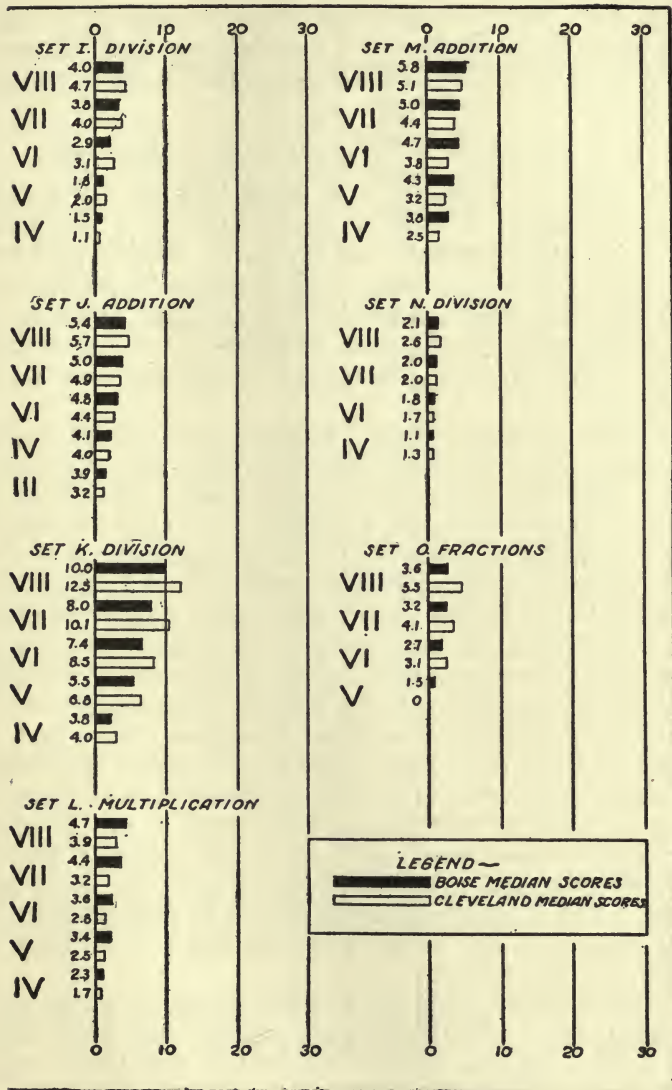 0 10 20 30
SET I. DIVISION
VIII 4.0
4.7
VII 3.8
4.0
VI 2.9
3.1
V 1.8
2.0
IV 1.5
1.1
SET J. ADDITION
VIII 5.4
5.7
VII 5.0
4.9
VI 4.8
4.4
IV 4.1
4.0
III 3.9
3.2
SET K. DIVISION
VIII 10.0
12.5
VII 8.0
10.1
VI 7.4
8.5
V 5.5
6.8
IV 3.8
4.0
SET L. MULTIPLICATION
VIII 4.7
3.9
VII 4.4
3.2
VI 3.6
2.8
V 3.4
2.5
IV 2.3
1.7
0 10 20 30
0 10 20 30
SET M. ADDITION
VIII 5.8
5.1
VII 5.0
4.4
VI 4.7
3.8
V 4.3
3.2
IV 3.8
2.5
SET N. DIVISION
VIII 2.1
2.6
VII 2.0
2.0
VI 1.8
1.7
IV 1.1
1.3
SET O. FRACTIONS
VIII 3.6
5.5
VII 3.2
4.1
VI 2.7
3.1
V 1.5
0
LEGEND~
BOISE MEDIAN SCORES
CLEVELAND MEDIAN SCORES
0 10 20 30